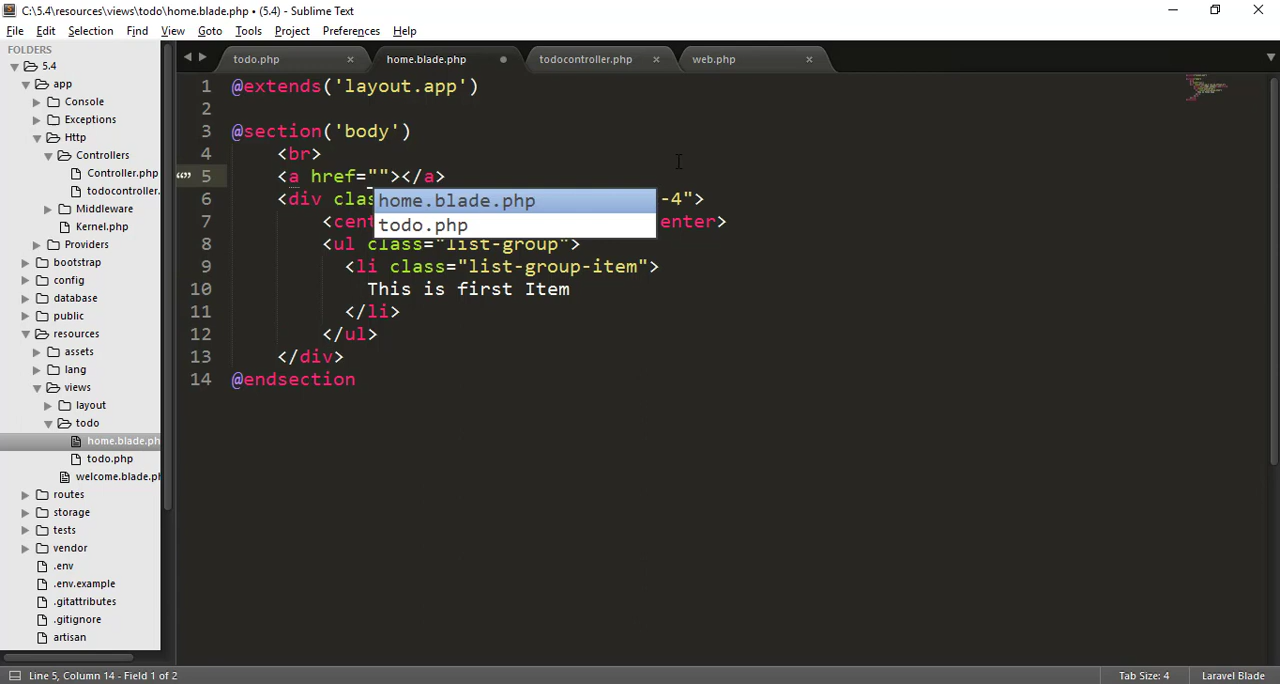 C:\5.4\resources\views\todo\home.blade.php • (5.4) - Sublime Text
File Edit Selection Find View Goto Tools Project Preferences Help
FOLDERS
5.4
app
Console
Exceptions
Http
Controllers
Controller.php
todocontroller.
Middleware
Kernel.php
Providers
bootstrap
config
database
public
resources
assets
lang
views
layout
todo
home.blade.ph
todo.php
welcome.blade.ph
routes
storage
tests
vendor
.env
.env.example
.gitattributes
.gitignore
artisan
todo.php home.blade.php todocontroller.php web.php
1 @extends('layout.app')
2
3 @section('body')
4 <br>
5 <a href=""></a>
6 <div clas -4">
home.blade.php
7 <cent enter>
todo.php
8 <ul class="list-group">
9 <li class="list-group-item">
10 This is first Item
11 </li>
12 </ul>
13 </div>
14 @endsection
Line 5, Column 14 - Field 1 of 2 Tab Size: 4 Laravel Blade